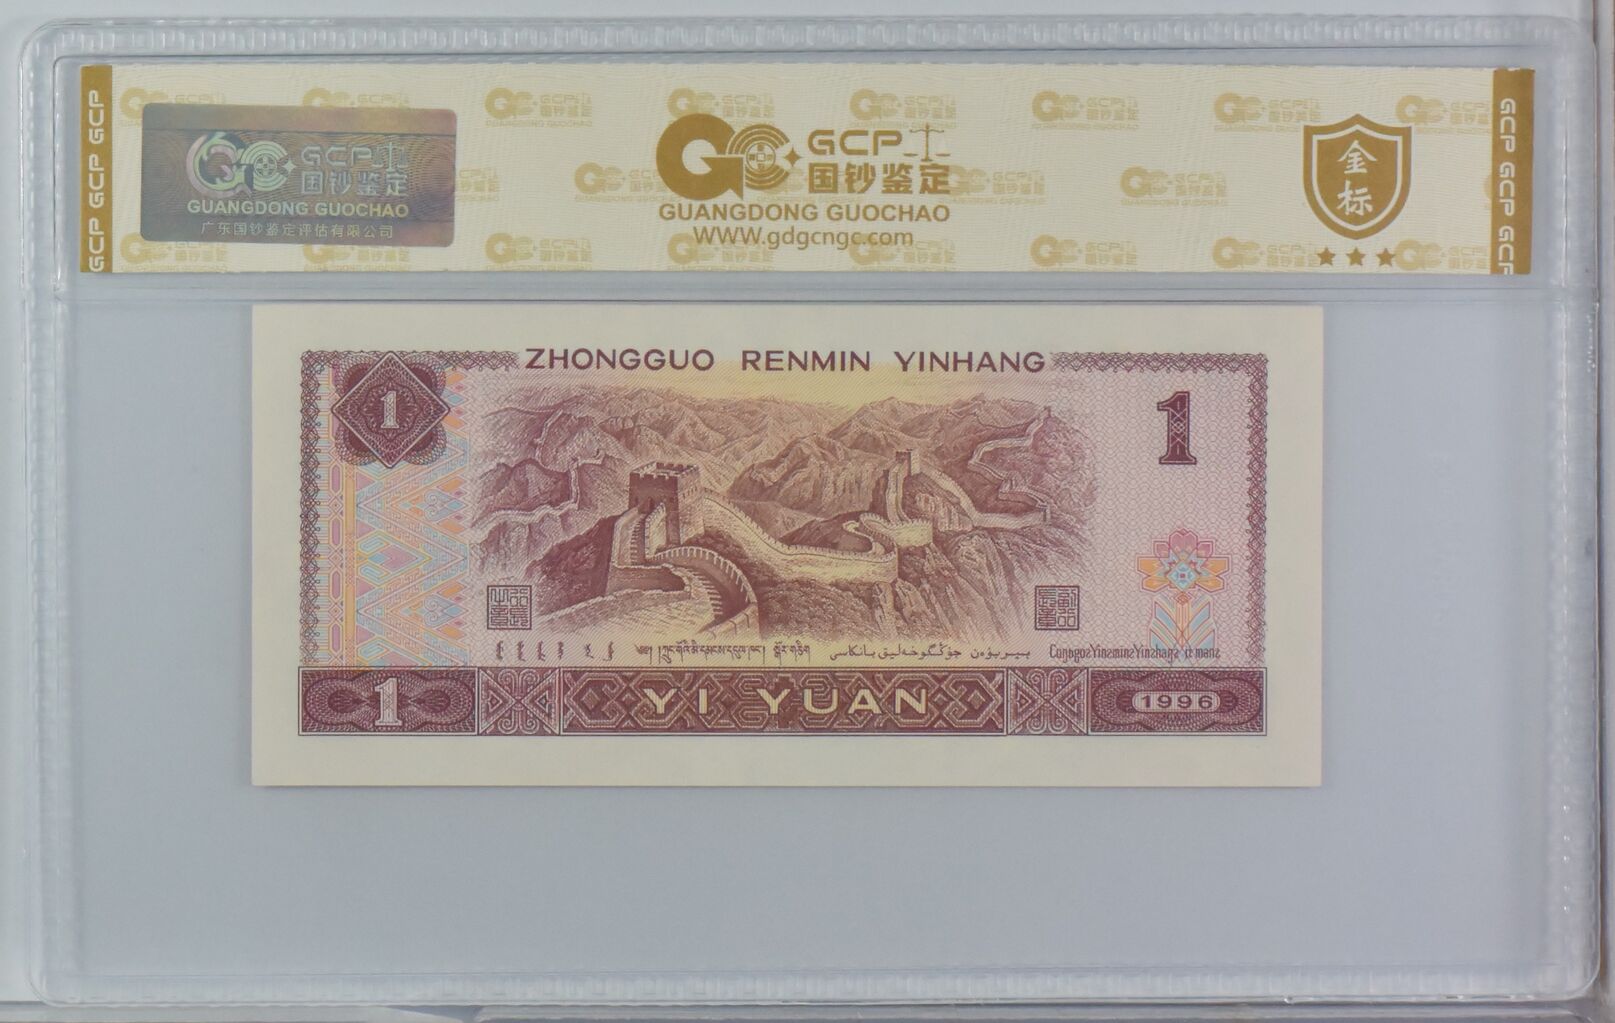 GCP GCP GCP
GCP
国钞鉴定
GUANGDONG GUOCHAO
广东国钞鉴定评估有限公司
GCP
国钞鉴定
GUANGDONG GUOCHAO
www.gdgcngc.com
金标
GCP GCP GCP
ZHONGGUO RENMIN YINHANG
1
1
1
YI YUAN
1996